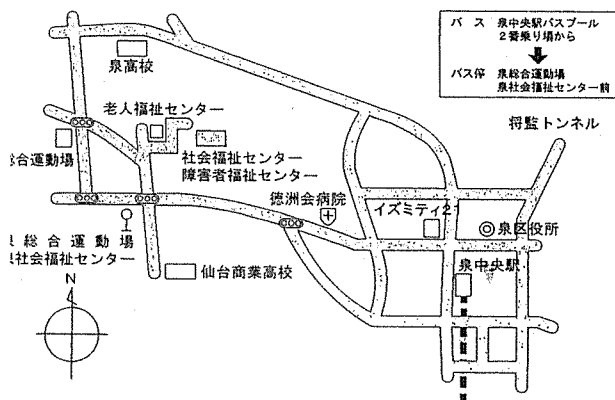 バス 泉中央駅バスプール
2番乗り場から
バス停 泉総合運動場
泉社会福祉センター前
泉高校
老人福祉センター
将監トンネル
総合運動場
社会福祉センター
障害者福祉センター
徳洲会病院
イズミティ21
泉区役所
泉総合運動場
泉社会福祉センター
泉中央駅
仙台商業高校
N